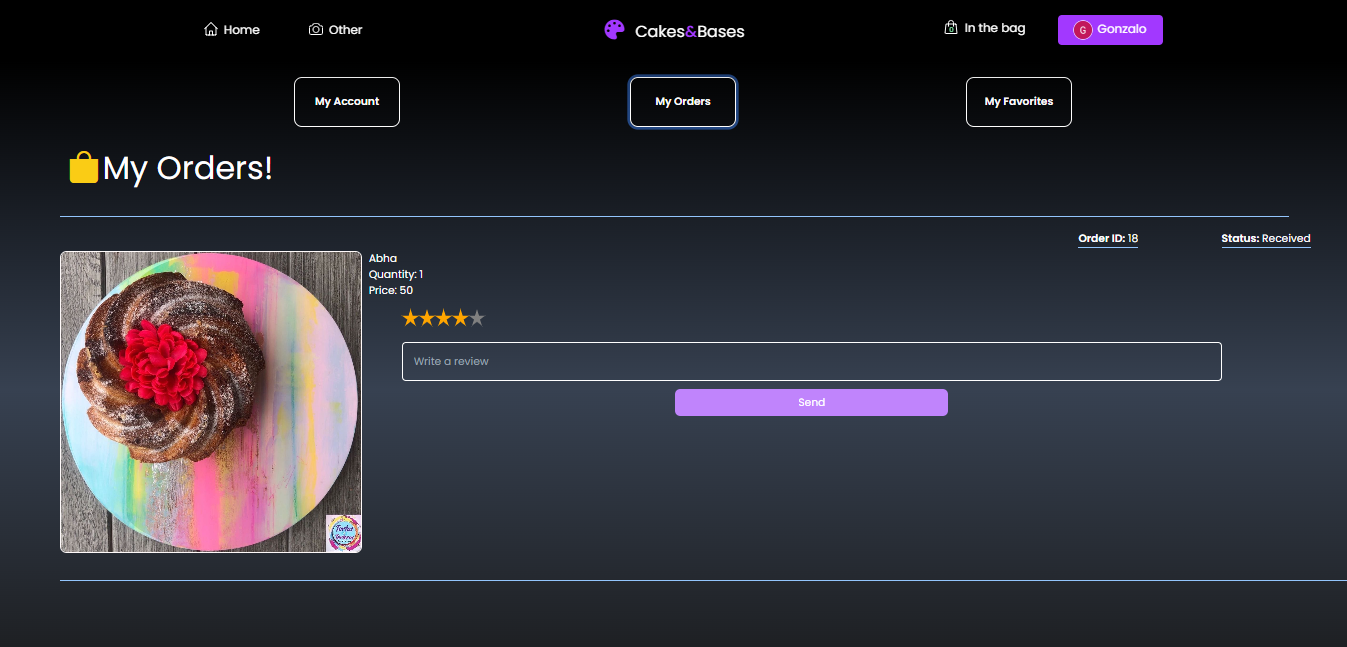 Home
Other
Cakes&Bases
0
In the bag
G
Gonzalo
My Account
My Orders
My Favorites
My Orders!
Order ID: 18
Status: Received
Abha
Quantity: 1
Price: 50
Write a review
Send